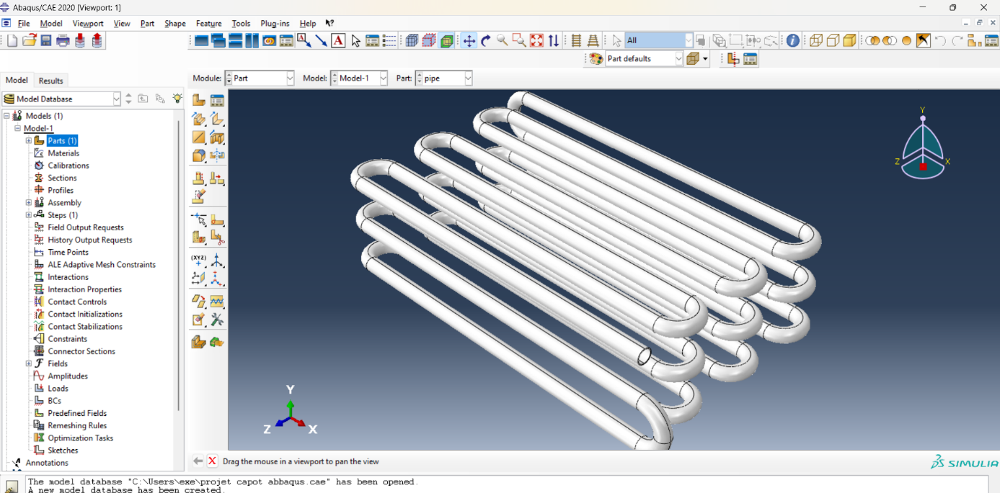 Abaqus/CAE 2020 [Viewport: 1]
File Model Viewport View Part Shape Feature Tools Plug-ins Help
All
Part defaults
Model Results
Module: Part Model: Model-1 Part: pipe
Model Database
Models (1)
Model-1
Parts (1)
Materials
Calibrations
Sections
Profiles
Assembly
Steps (1)
Field Output Requests
History Output Requests
Time Points
ALE Adaptive Mesh Constraints
Interactions
Interaction Properties
Contact Controls
Contact Initializations
Contact Stabilizations
Constraints
Connector Sections
Fields
Amplitudes
Loads
BCs
Predefined Fields
Remeshing Rules
Optimization Tasks
Sketches
Annotations
(XYZ)
Y
Z X
Y
Z X
Drag the mouse in a viewport to pan the view
SIMULIA
The model database "C:\Users\exe\projet capot abbaqus.cae" has been opened.
A new model database has been created.